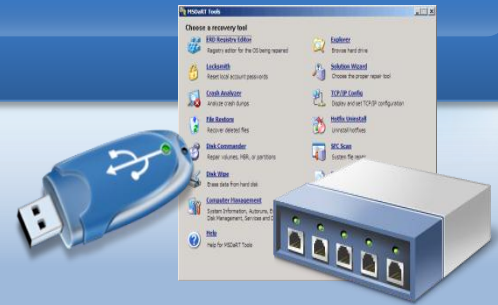 MSDaRT Tools
Choose a recovery tool
ERD Registry Editor
Registry editor for the OS being repaired
Locksmith
Reset local account passwords
Crash Analyzer
Analyze crash dumps
File Restore
Recover deleted files
Disk Commander
Repair volumes, MBR, or partitions
Disk Wipe
Erase data from hard disk
Computer Management
System Information, Autoruns,
Disk Management, Services and
Help
Help for MSDaRT Tools
Explorer
Browse hard drive
Solution Wizard
Choose the proper repair tool
TCP/IP Config
Display and set TCP/IP configuration
Hotfix Uninstall
Uninstall hotfixes
SFC Scan
System file